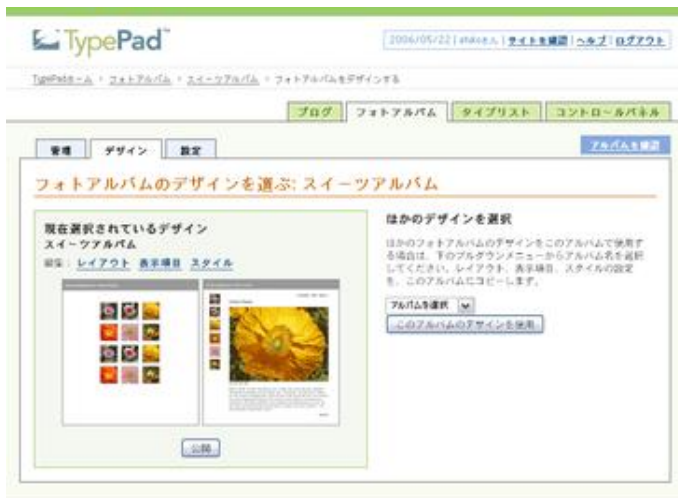 TypePad
2006/05/22 | サイトを確認 | ヘルプ | ログアウト
TypePadホーム > フォトアルバム > スイーツアルバム > フォトアルバムをデザインする
ブログ フォトアルバム タイプリスト コントロールパネル
管理 デザイン 設定 アルバムを確認
フォトアルバムのデザインを選ぶ: スイーツアルバム
現在選択されているデザイン
スイーツアルバム
編集: レイアウト 表示項目 スタイル
公開
ほかのデザインを選択
ほかのフォトアルバムのデザインをこのアルバムで使用す
る場合は、下のプルダウンメニューからアルバム名を選択
してください。レイアウト、表示項目、スタイルの設定
を、このアルバムにコピーします。
アルバムを選択
このアルバムのデザインを使用